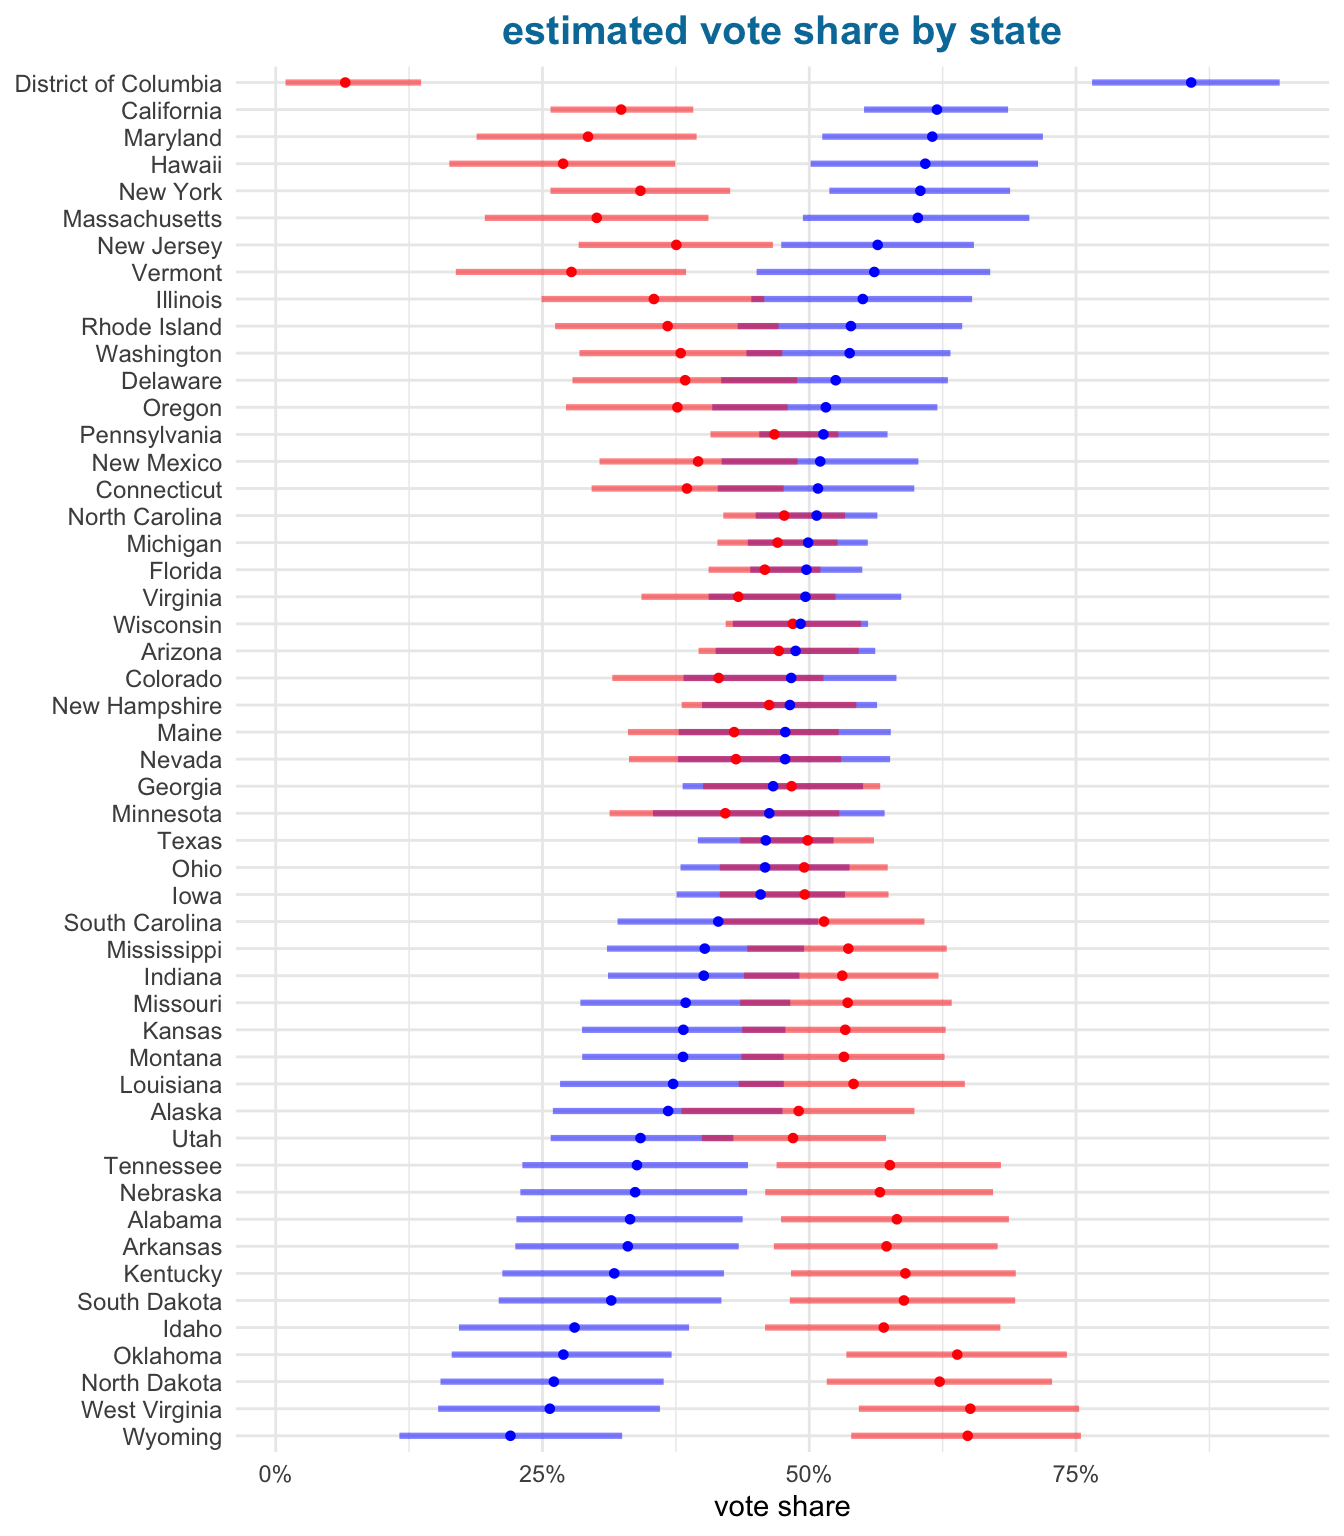 estimated vote share by state
District of Columbia
California
Maryland
Hawaii
New York
Massachusetts
New Jersey
Vermont
Illinois
Rhode Island
Washington
Delaware
Oregon
Pennsylvania
New Mexico
Connecticut
North Carolina
Michigan
Florida
Virginia
Wisconsin
Arizona
Colorado
New Hampshire
Maine
Nevada
Georgia
Minnesota
Texas
Ohio
Iowa
South Carolina
Mississippi
Indiana
Missouri
Kansas
Montana
Louisiana
Alaska
Utah
Tennessee
Nebraska
Alabama
Arkansas
Kentucky
South Dakota
Idaho
Oklahoma
North Dakota
West Virginia
Wyoming
0% 25% 50% 75%
vote share